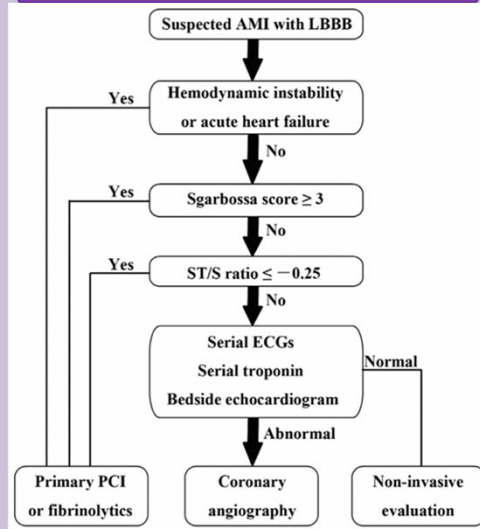 Suspected AMI with LBBB
Yes
Hemodynamic instability
or acute heart failure
No
Yes
Sgarbossa score ≥ 3
No
Yes
ST/S ratio ≤ −0.25
No
Serial ECGs
Serial troponin
Bedside echocardiogram
Normal
Abnormal
Primary PCI
or fibrinolytics
Coronary
angiography
Non-invasive
evaluation